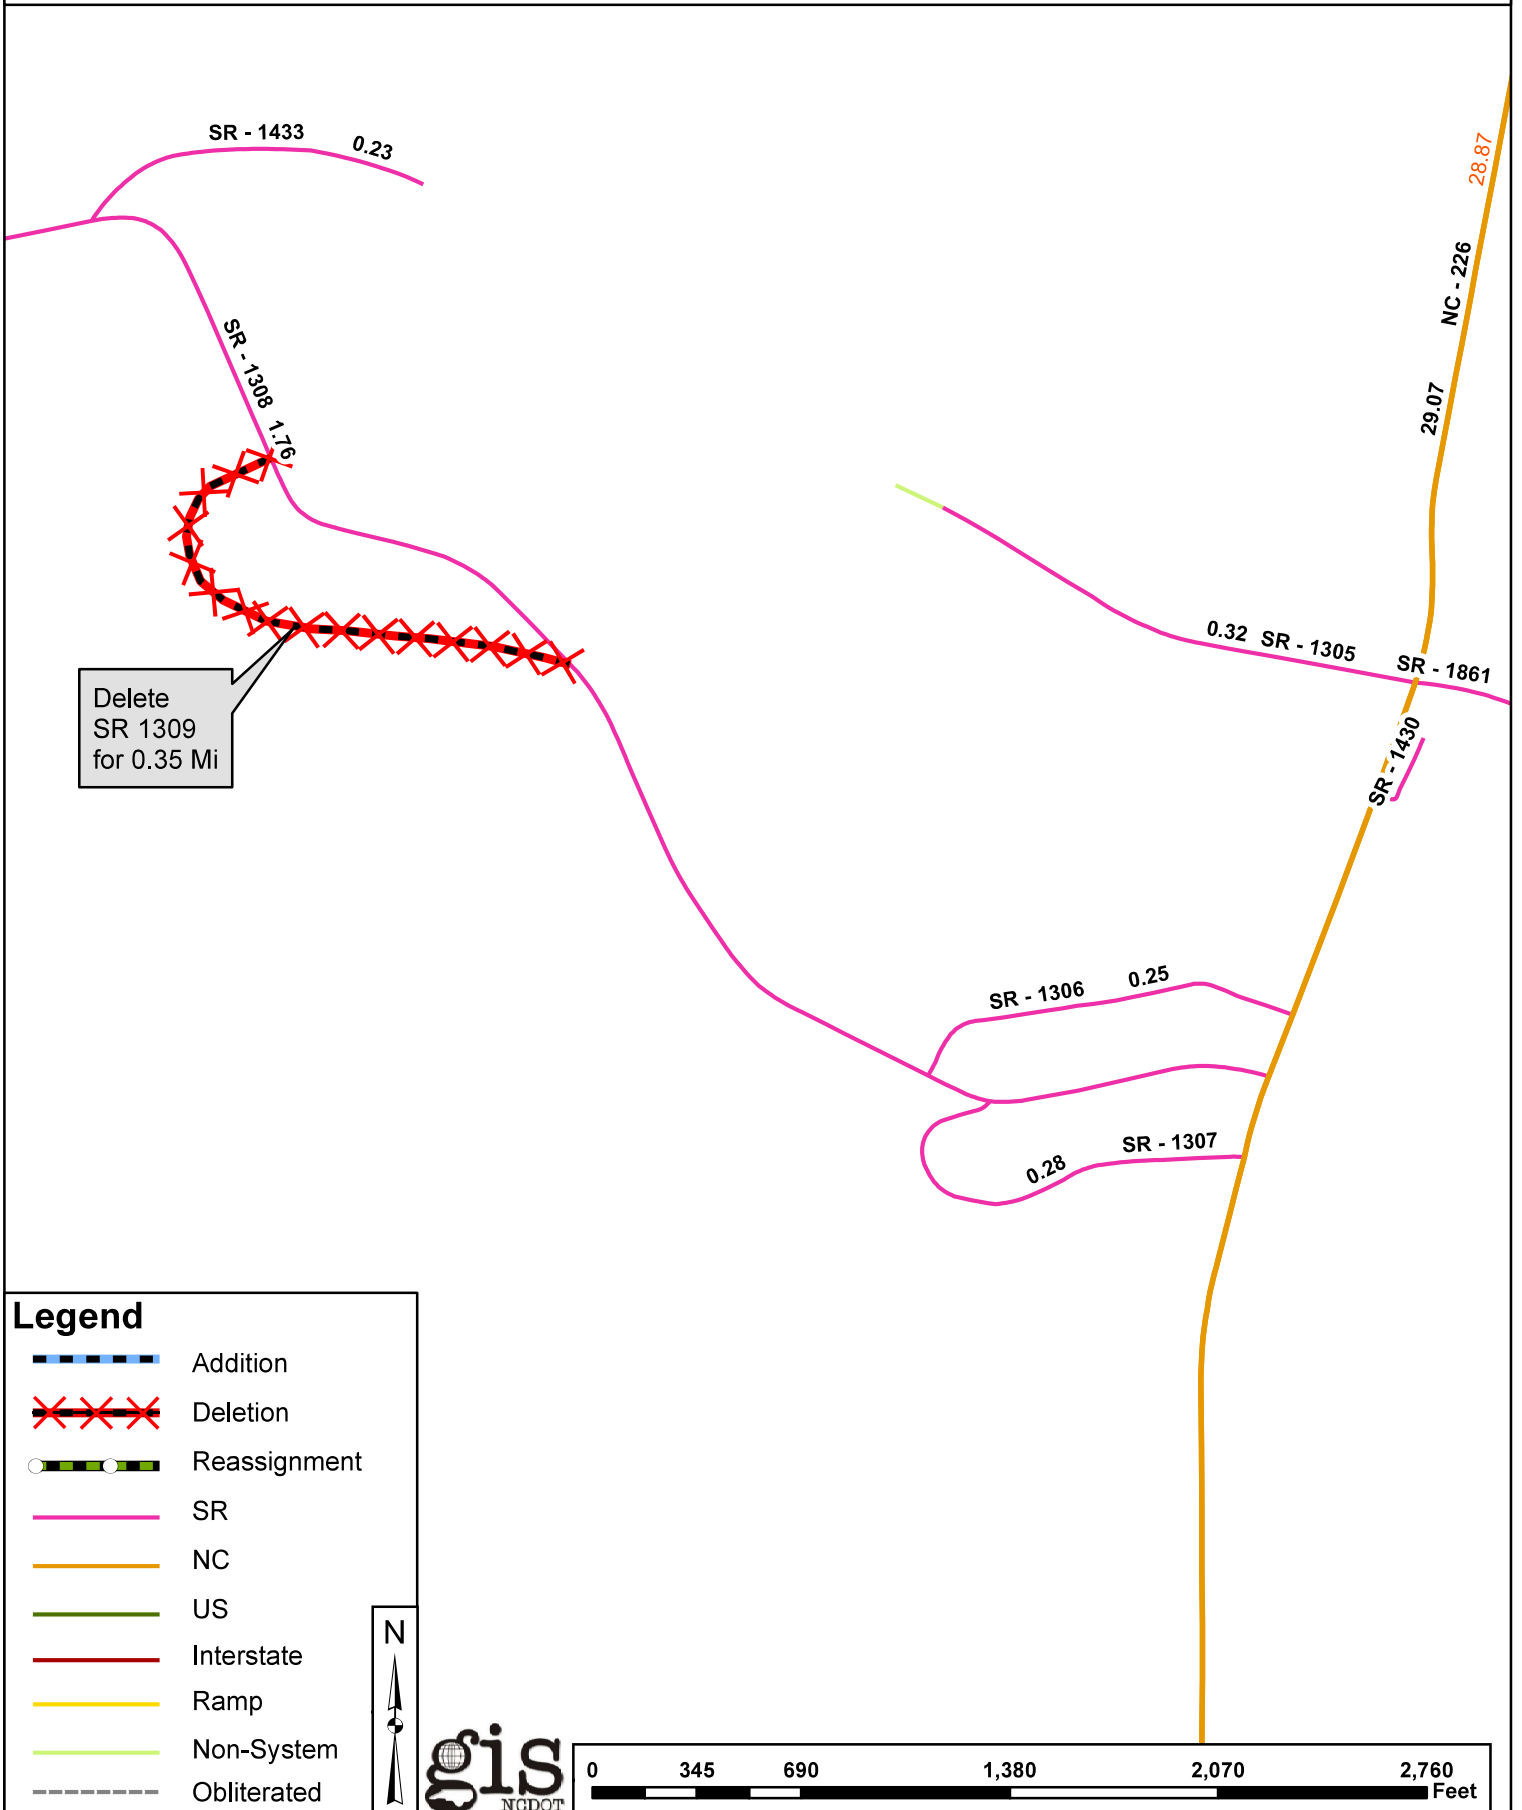 SR - 1433
0.23
28.87
NC - 226
SR - 1308 1.76
29.07
0.32 SR - 1305
SR - 1861
Delete
SR 1309
for 0.35 Mi
SR - 1430
SR - 1306
0.25
SR - 1307
0.28
Legend
Addition
Deletion
Reassignment
SR
NC
US
Interstate
Ramp
Non-System
Obliterated
N
gis
NCDOT
0 345 690 1,380 2,070 2,760
Feet